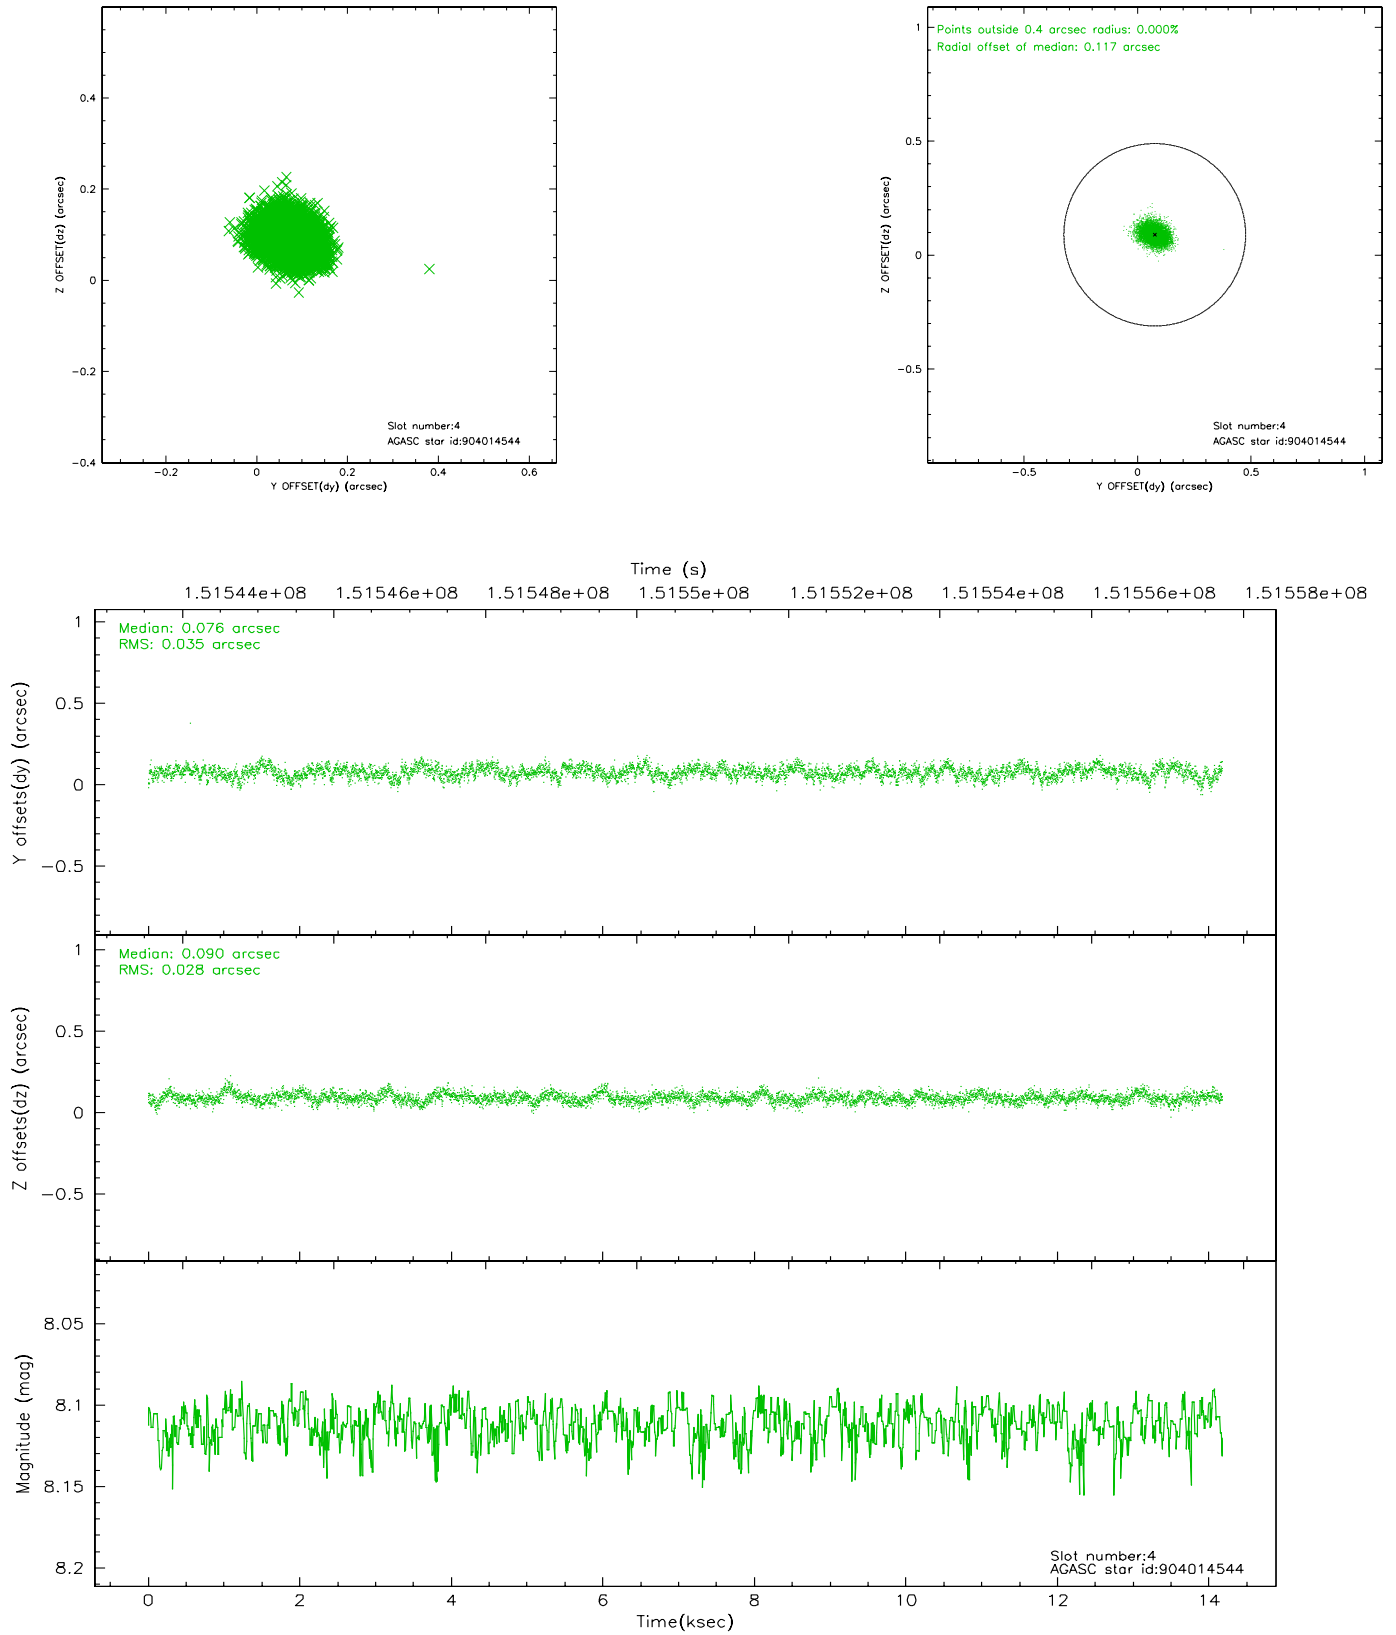 0.4
0.2
0
−0.2
−0.4
Z OFFSET(dz) (arcsec)
Slot number:4
AGASC star id:904014544
−0.2 0 0.2 0.4 0.6
Y OFFSET(dy) (arcsec)
Points outside 0.4 arcsec radius: 0.000%
Radial offset of median: 0.117 arcsec
1
0.5
0
−0.5
Z OFFSET(dz) (arcsec)
Slot number:4
AGASC star id:904014544
−0.5 0 0.5 1
Y OFFSET(dy) (arcsec)
Time (s)
1.51544e+08 1.51546e+08 1.51548e+08 1.5155e+08 1.51552e+08 1.51554e+08 1.51556e+08 1.51558e+08
Median: 0.076 arcsec
RMS: 0.035 arcsec
1
0.5
0
−0.5
Y offsets(dy) (arcsec)
Median: 0.090 arcsec
RMS: 0.028 arcsec
1
0.5
0
−0.5
Z offsets(dz) (arcsec)
8.05
8.1
8.15
8.2
Magnitude (mag)
Slot number:4
AGASC star id:904014544
0 2 4 6 8 10 12 14
Time(ksec)